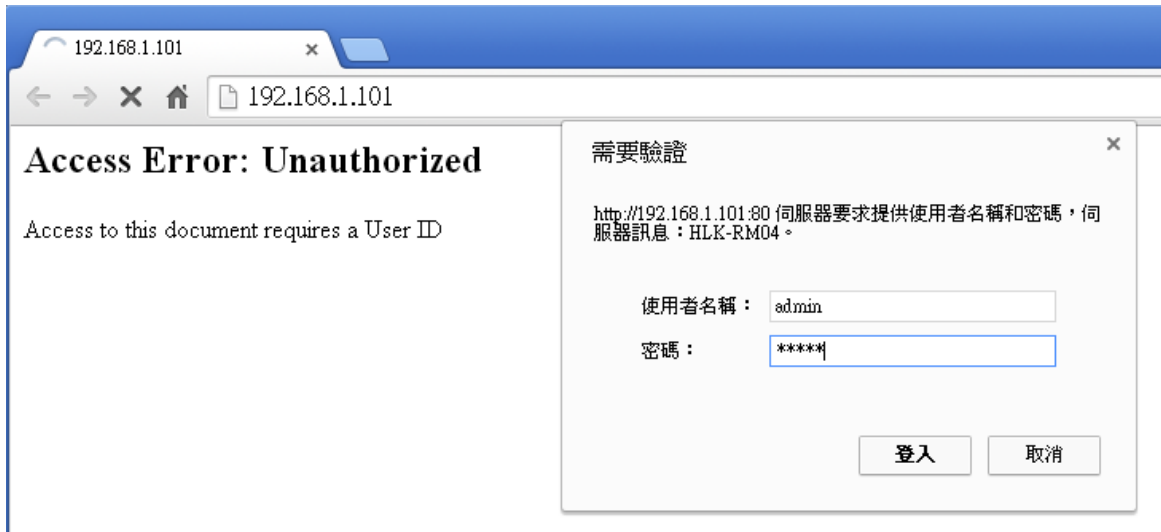 192.168.1.101
192.168.1.101
Access Error: Unauthorized
Access to this document requires a User ID
需要驗證
http://192.168.1.101:80 伺服器要求提供使用者名稱和密碼,伺
服器訊息:HLK-RM04。
使用者名稱: admin
密碼: *****
登入 取消